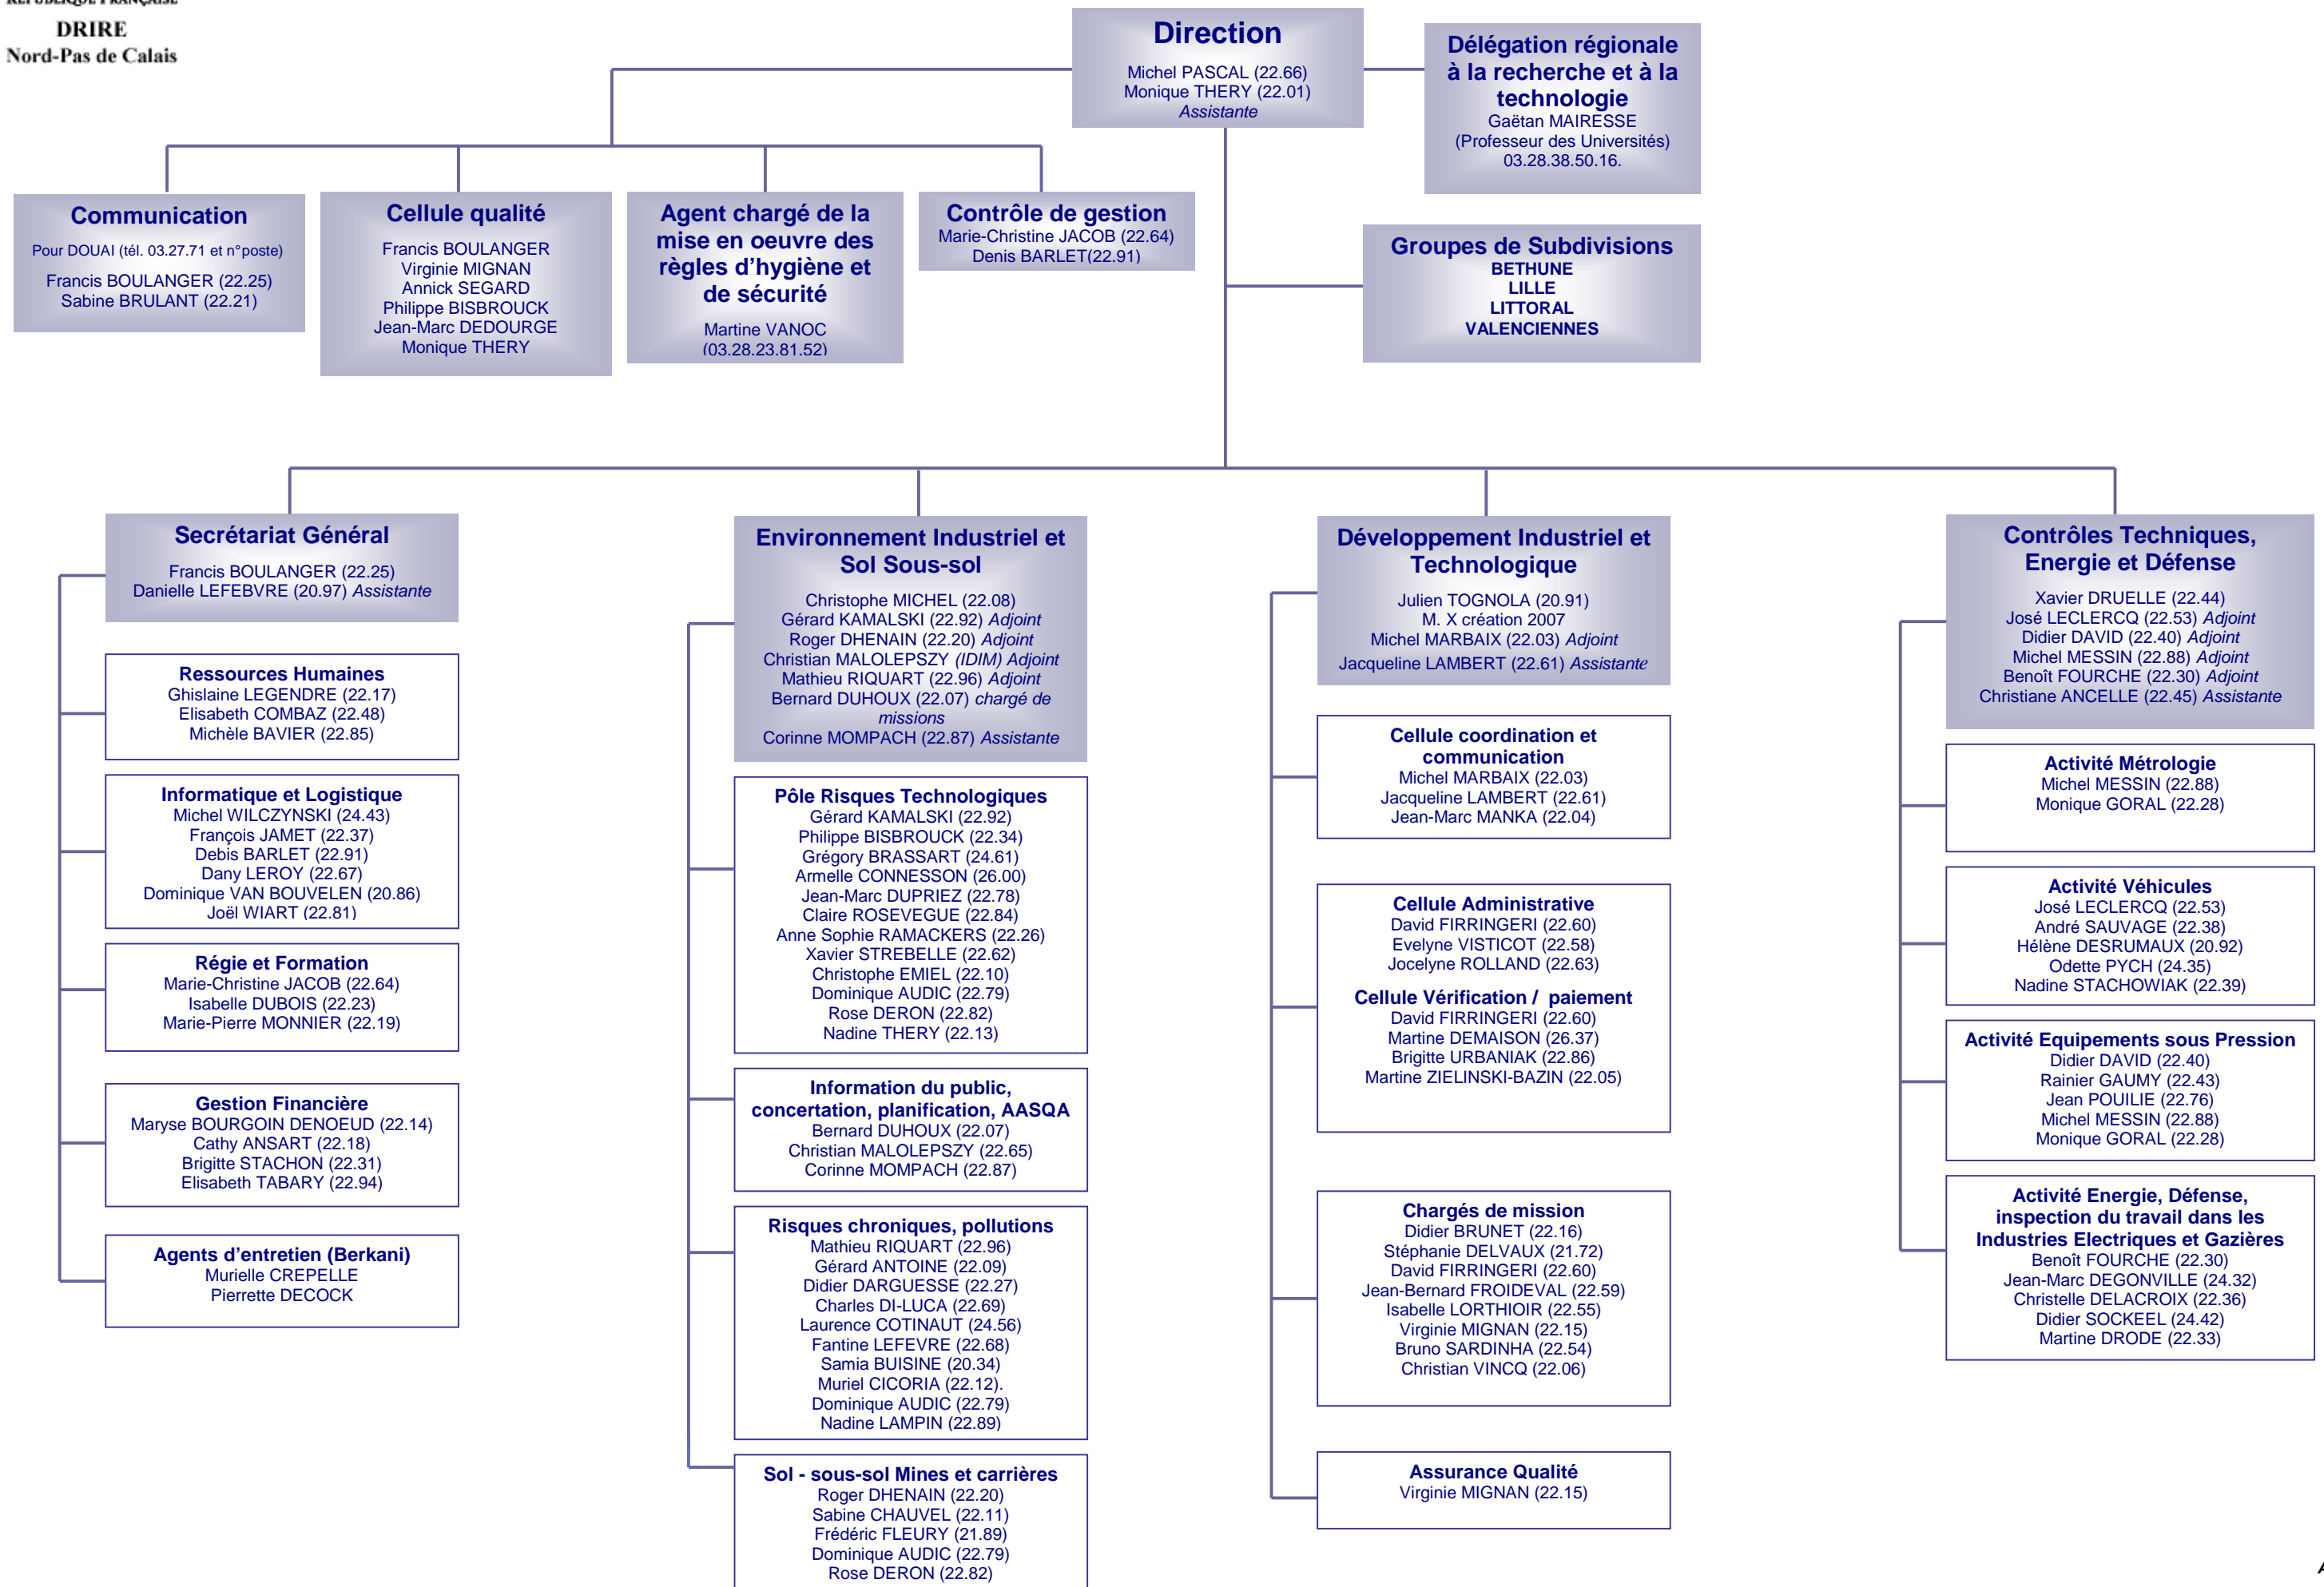 RÉPUBLIQUE FRANÇAISE
DRIRE
Nord-Pas de Calais
Direction
Michel PASCAL (22.66)
Monique THERY (22.01)
Assistante
Délégation régionale
à la recherche et à la
technologie
Gaëtan MAIRESSE
(Professeur des Universités)
03.28.38.50.16.
Communication
Pour DOUAI (tél. 03.27.71 et n°poste)
Francis BOULANGER (22.25)
Sabine BRULANT (22.21)
Cellule qualité
Francis BOULANGER
Virginie MIGNAN
Annick SEGARD
Philippe BISBROUCK
Jean-Marc DEDOURGE
Monique THERY
Agent chargé de la
mise en oeuvre des
règles d'hygiène et
de sécurité
Martine VANOC
(03.28.23.81.52)
Contrôle de gestion
Marie-Christine JACOB (22.64)
Denis BARLET(22.91)
Groupes de Subdivisions
BETHUNE
LILLE
LITTORAL
VALENCIENNES
Secrétariat Général
Francis BOULANGER (22.25)
Danielle LEFEBVRE (20.97) Assistante
Ressources Humaines
Ghislaine LEGENDRE (22.17)
Elisabeth COMBAZ (22.48)
Michèle BAVIER (22.85)
Informatique et Logistique
Michel WILCZYNSKI (24.43)
François JAMET (22.37)
Debis BARLET (22.91)
Dany LEROY (22.67)
Dominique VAN BOUVELEN (20.86)
Joël WIART (22.81)
Régie et Formation
Marie-Christine JACOB (22.64)
Isabelle DUBOIS (22.23)
Marie-Pierre MONNIER (22.19)
Gestion Financière
Maryse BOURGOIN DENOEUD (22.14)
Cathy ANSART (22.18)
Brigitte STACHON (22.31)
Elisabeth TABARY (22.94)
Agents d'entretien (Berkani)
Murielle CREPELLE
Pierrette DECOCK
Environnement Industriel et
Sol Sous-sol
Christophe MICHEL (22.08)
Gérard KAMALSKI (22.92) Adjoint
Roger DHENAIN (22.20) Adjoint
Christian MALOLEPSZY (IDIM) Adjoint
Mathieu RIQUART (22.96) Adjoint
Bernard DUHOUX (22.07) chargé de
missions
Corinne MOMPACH (22.87) Assistante
Pôle Risques Technologiques
Gérard KAMALSKI (22.92)
Philippe BISBROUCK (22.34)
Grégory BRASSART (24.61)
Armelle CONNESSON (26.00)
Jean-Marc DUPRIEZ (22.78)
Claire ROSEVEGUE (22.84)
Anne Sophie RAMACKERS (22.26)
Xavier STREBELLE (22.62)
Christophe EMIEL (22.10)
Dominique AUDIC (22.79)
Rose DERON (22.82)
Nadine THERY (22.13)
Information du public,
concertation, planification, AASQA
Bernard DUHOUX (22.07)
Christian MALOLEPSZY (22.65)
Corinne MOMPACH (22.87)
Risques chroniques, pollutions
Mathieu RIQUART (22.96)
Gérard ANTOINE (22.09)
Didier DARGUESSE (22.27)
Charles DI-LUCA (22.69)
Laurence COTINAUT (24.56)
Fantine LEFEVRE (22.68)
Samia BUISINE (20.34)
Muriel CICORIA (22.12).
Dominique AUDIC (22.79)
Nadine LAMPIN (22.89)
Sol - sous-sol Mines et carrières
Roger DHENAIN (22.20)
Sabine CHAUVEL (22.11)
Frédéric FLEURY (21.89)
Dominique AUDIC (22.79)
Rose DERON (22.82)
Développement Industriel et
Technologique
Julien TOGNOLA (20.91)
M. X création 2007
Michel MARBAIX (22.03) Adjoint
Jacqueline LAMBERT (22.61) Assistante
Cellule coordination et
communication
Michel MARBAIX (22.03)
Jacqueline LAMBERT (22.61)
Jean-Marc MANKA (22.04)
Cellule Administrative
David FIRRINGERI (22.60)
Evelyne VISTICOT (22.58)
Jocelyne ROLLAND (22.63)
Cellule Vérification / paiement
David FIRRINGERI (22.60)
Martine DEMAISON (26.37)
Brigitte URBANIAK (22.86)
Martine ZIELINSKI-BAZIN (22.05)
Chargés de mission
Didier BRUNET (22.16)
Stéphanie DELVAUX (21.72)
David FIRRINGERI (22.60)
Jean-Bernard FROIDEVAL (22.59)
Isabelle LORTHIOIR (22.55)
Virginie MIGNAN (22.15)
Bruno SARDINHA (22.54)
Christian VINCQ (22.06)
Assurance Qualité
Virginie MIGNAN (22.15)
Contrôles Techniques,
Energie et Défense
Xavier DRUELLE (22.44)
José LECLERCQ (22.53) Adjoint
Didier DAVID (22.40) Adjoint
Michel MESSIN (22.88) Adjoint
Benoît FOURCHE (22.30) Adjoint
Christiane ANCELLE (22.45) Assistante
Activité Métrologie
Michel MESSIN (22.88)
Monique GORAL (22.28)
Activité Véhicules
José LECLERCQ (22.53)
André SAUVAGE (22.38)
Hélène DESRUMAUX (20.92)
Odette PYCH (24.35)
Nadine STACHOWIAK (22.39)
Activité Equipements sous Pression
Didier DAVID (22.40)
Rainier GAUMY (22.43)
Jean POUILIE (22.76)
Michel MESSIN (22.88)
Monique GORAL (22.28)
Activité Energie, Défense,
inspection du travail dans les
Industries Electriques et Gazières
Benoît FOURCHE (22.30)
Jean-Marc DEGONVILLE (24.32)
Christelle DELACROIX (22.36)
Didier SOCKEEL (24.42)
Martine DRODE (22.33)